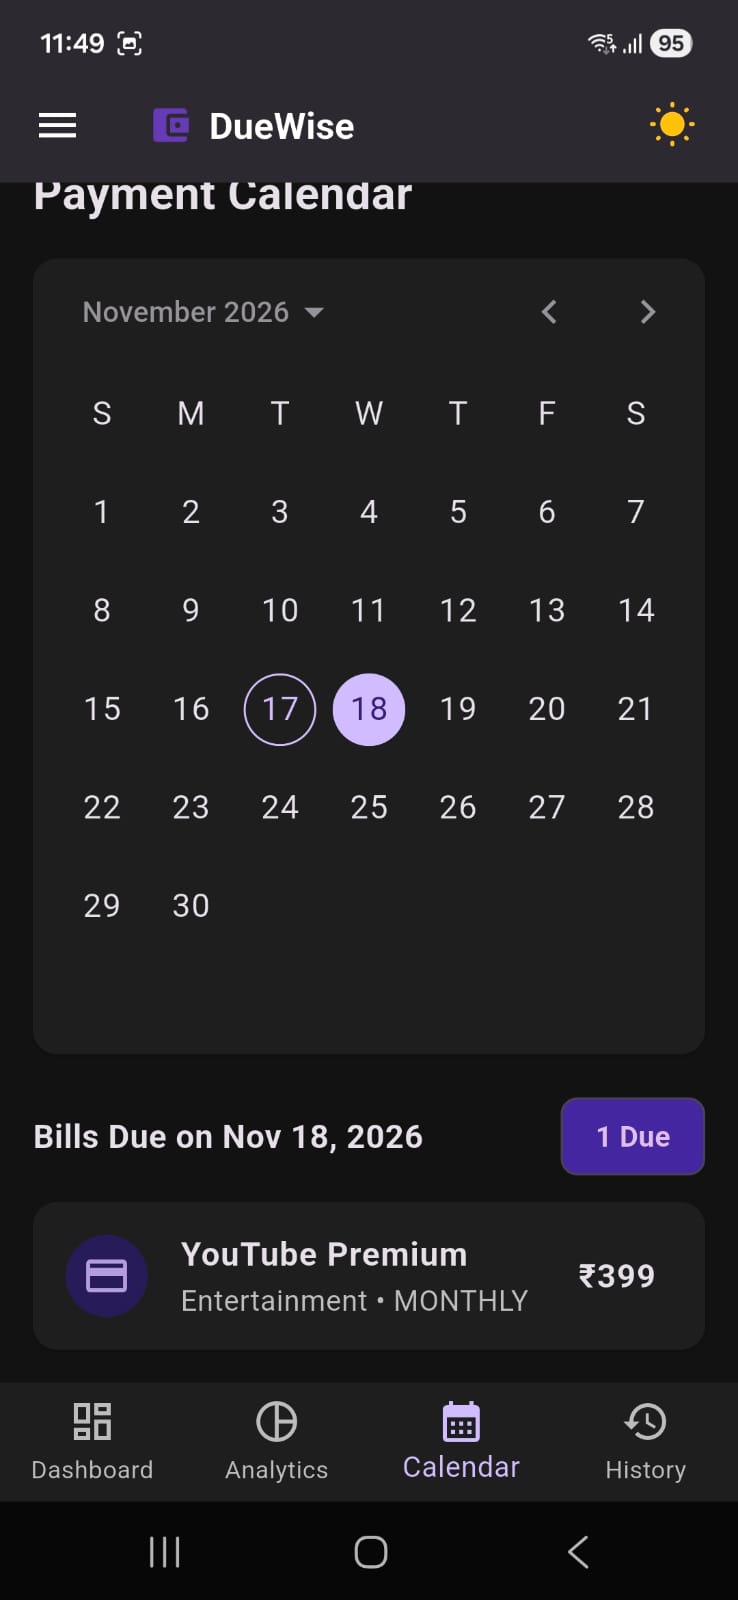 11:49 95
DueWise
Payment Calendar
November 2026
S M T W T F S
1 2 3 4 5 6 7
8 9 10 11 12 13 14
15 16 17 18 19 20 21
22 23 24 25 26 27 28
29 30
Bills Due on Nov 18, 2026 1 Due
YouTube Premium
₹399
Entertainment • MONTHLY
Dashboard Analytics Calendar History